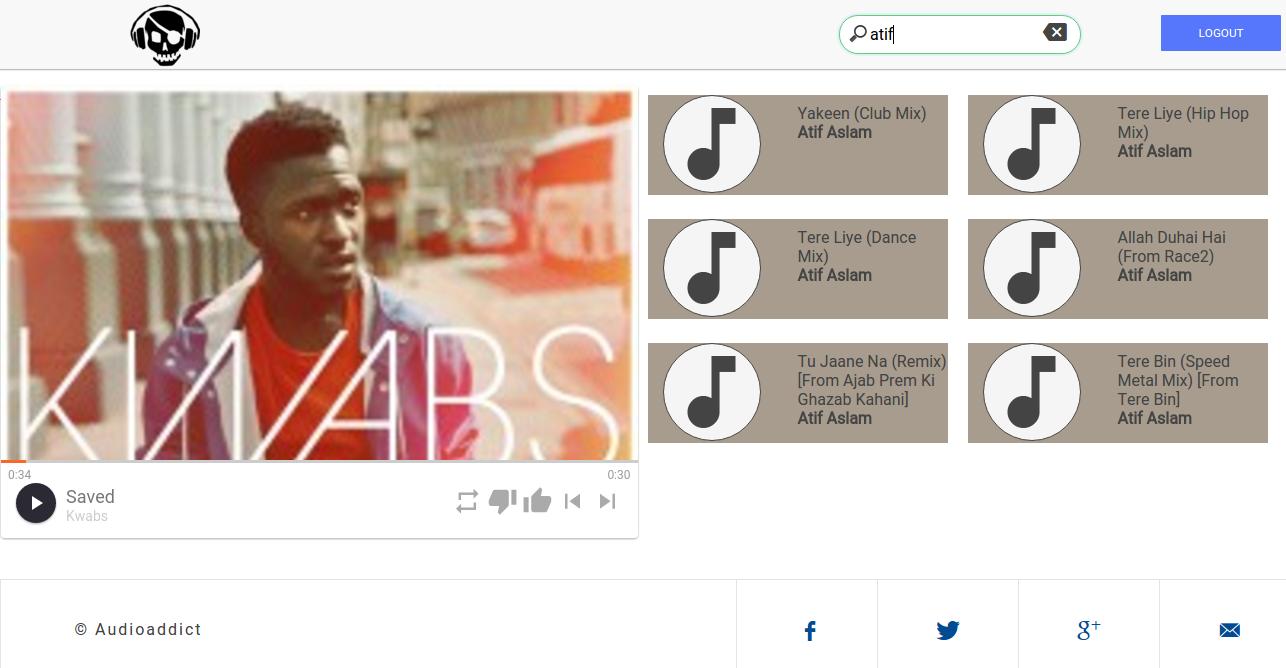 atif
LOGOUT
KWABS
0:34
0:30
Saved
Kwabs
Yakeen (Club Mix)
Atif Aslam
Tere Liye (Hip Hop
Mix)
Atif Aslam
Tere Liye (Dance
Mix)
Atif Aslam
Allah Duhai Hai
(From Race2)
Atif Aslam
Tu Jaane Na (Remix)
[From Ajab Prem Ki
Ghazab Kahani]
Atif Aslam
Tere Bin (Speed
Metal Mix) [From
Tere Bin]
Atif Aslam
© Audioaddict
f
g+